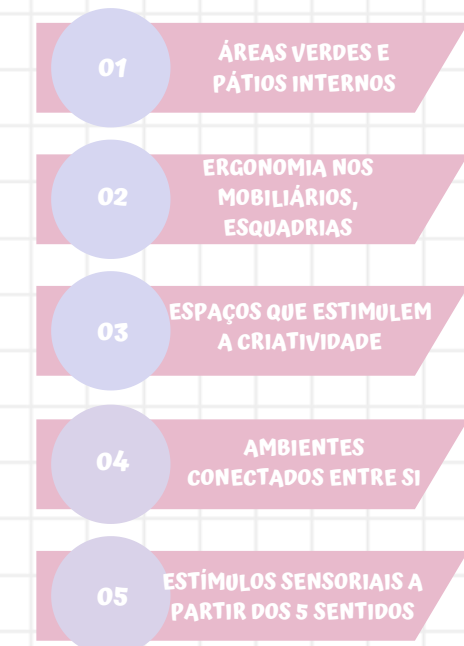 01
ÁREAS VERDES E
PÁTIOS INTERNOS
02
ERGONOMIA NOS
MOBILIÁRIOS,
ESQUADRIAS
03
ESPAÇOS QUE ESTIMULEM
A CRIATIVIDADE
04
AMBIENTES
CONECTADOS ENTRE SI
05
ESTÍMULOS SENSORIAIS A
PARTIR DOS 5 SENTIDOS